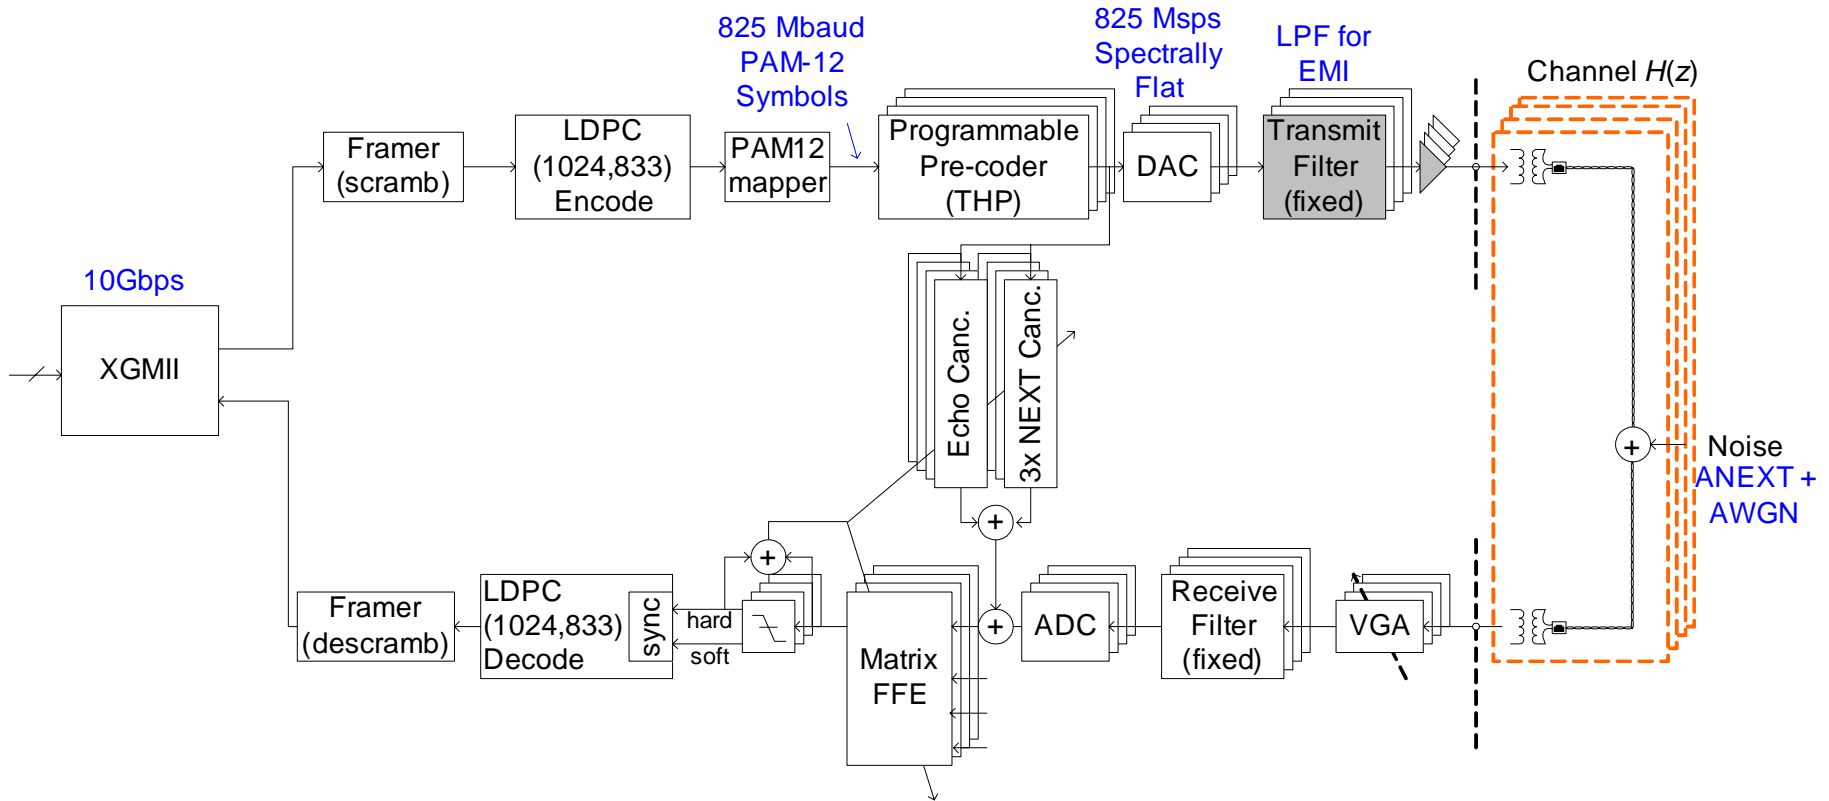 825 Mbaud
PAM-12
Symbols
825 Msps
Spectrally
Flat
LPF for
EMI
Channel H(z)
Framer
(scramb)
LDPC
(1024,833)
Encode
PAM12
mapper
Programmable
Pre-coder
(THP)
DAC
Transmit
Filter
(fixed)
10Gbps
XGMII
Echo Canc.
3x NEXT Canc.
+
Noise
ANEXT +
AWGN
+
+
Framer
(descramb)
LDPC
(1024,833)
Decode
sync
hard
soft
Matrix
FFE
+
ADC
Receive
Filter
(fixed)
VGA